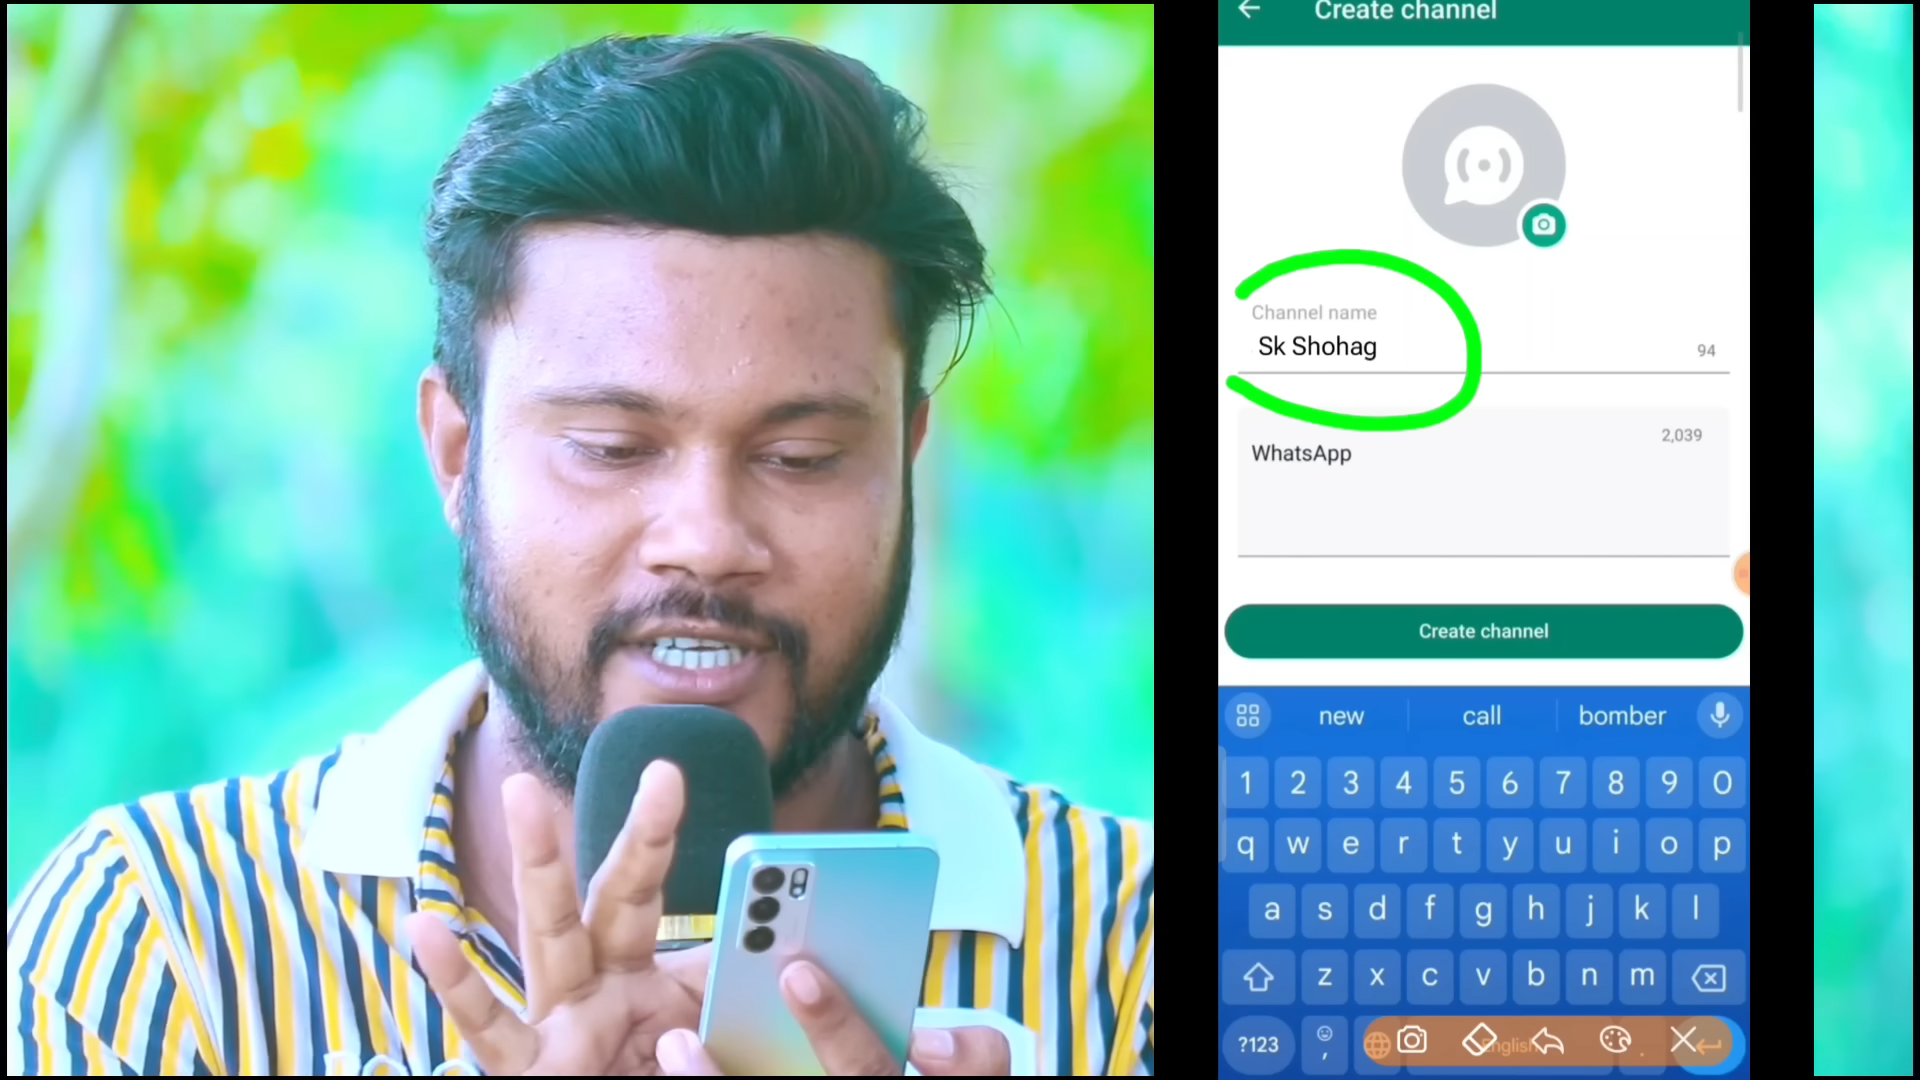 Create channel
Channel name
Sk Shohag
94
2,039
WhatsApp
Create channel
new call bomber
1 2 3 4 5 6 7 8 9 0
q w e r t y u i o p
a s d f g h j k l
z x c v b n m
?123 , English .